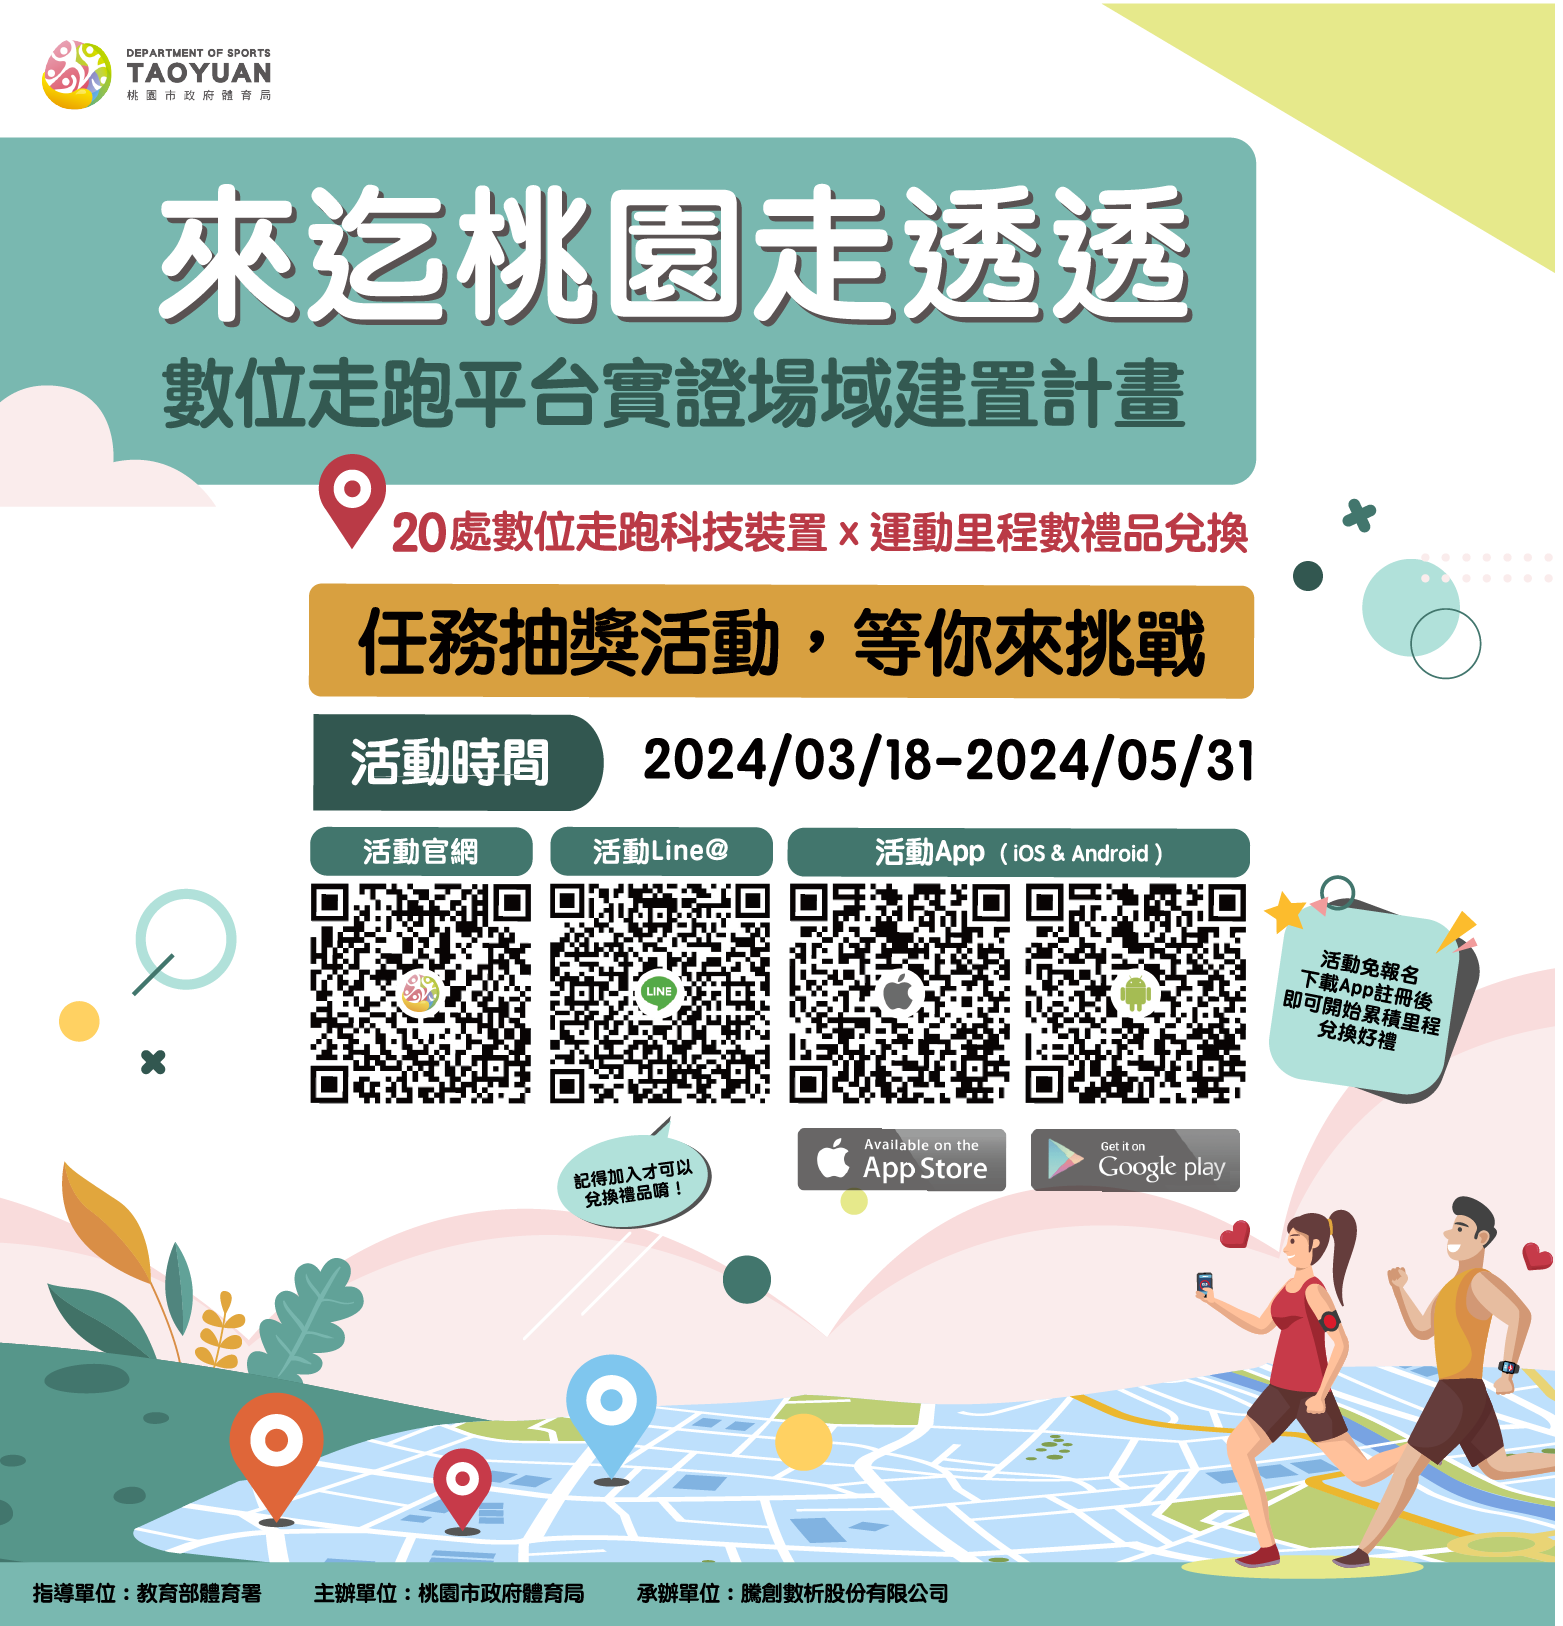 DEPARTMENT OF SPORTS
TAOYUAN
桃園市政府體育局
來迄桃園走透透
數位走跑平台實證場域建置計畫
20處數位走跑科技裝置 x 運動里程數禮品兌換
任務抽獎活動，等你來挑戰
活動時間
2024/03/18-2024/05/31
活動官網
活動Line@
活動App（iOS & Android）
LINE
活動免報名
下載App註冊後
即可開始累積里程
兌換好禮
記得加入才可以
兌換禮品唷！
Available on the
App Store
Get it on
Google play
指導單位：教育部體育署
主辦單位：桃園市政府體育局
承辦單位：騰創數析股份有限公司